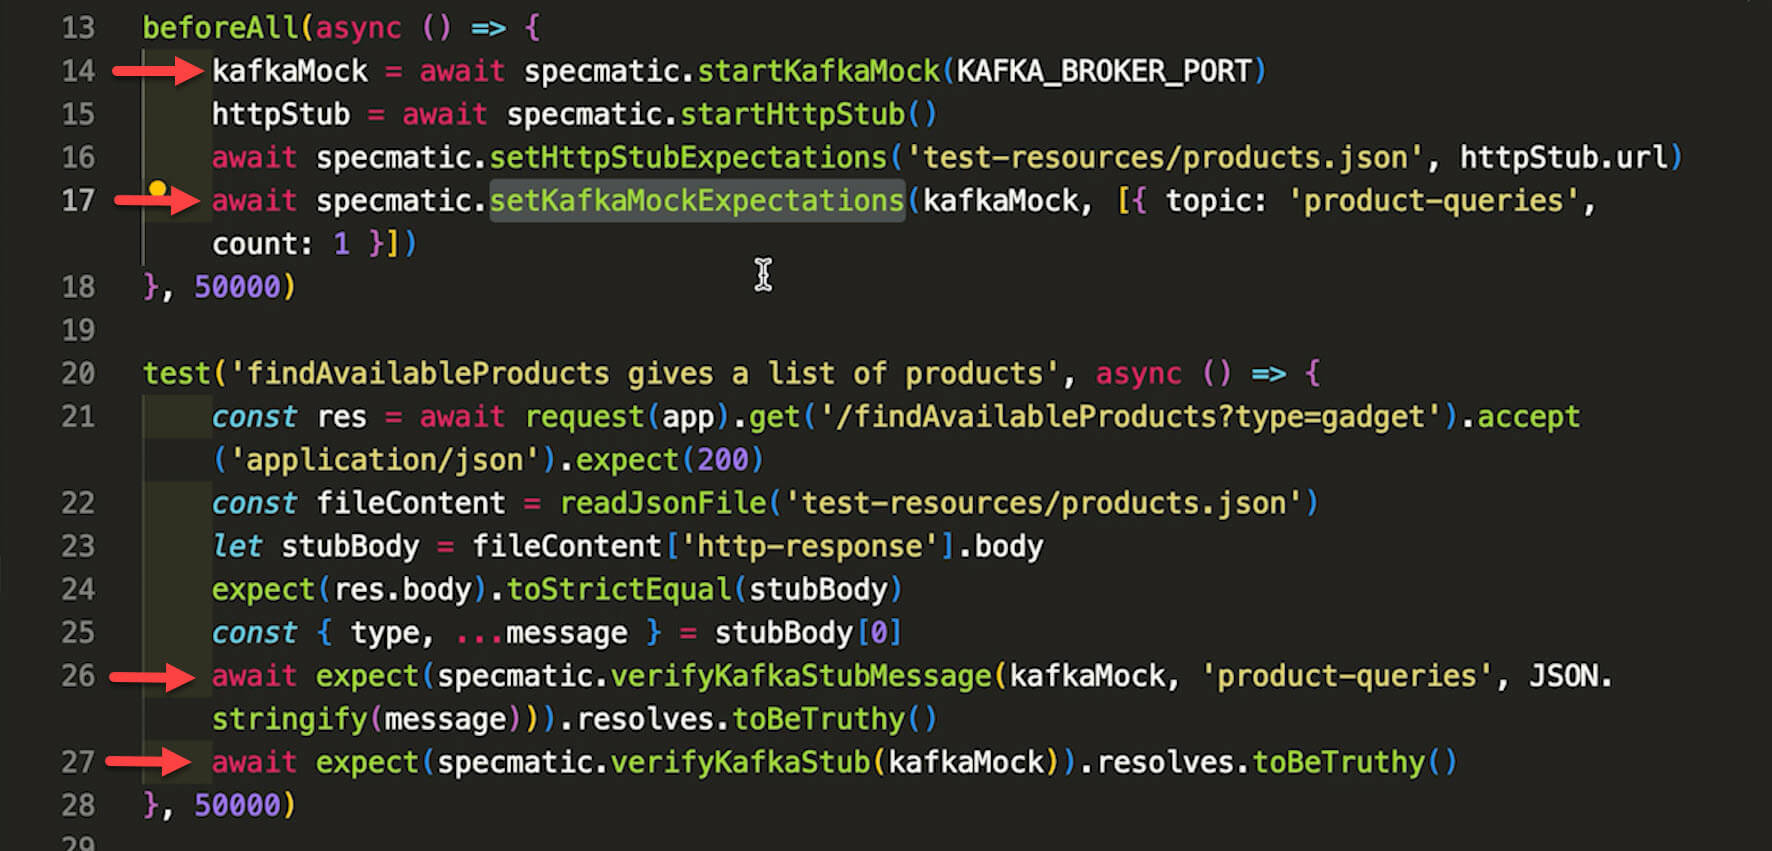 13 beforeAll(async () => {
14 kafkaMock = await specmatic.startKafkaMock(KAFKA_BROKER_PORT)
15 httpStub = await specmatic.startHttpStub()
16 await specmatic.setHttpStubExpectations('test-resources/products.json', httpStub.url)
17 await specmatic.setKafkaMockExpectations(kafkaMock, [{ topic: 'product-queries',
count: 1 }])
18 }, 50000)
19
20 test('findAvailableProducts gives a list of products', async () => {
21 const res = await request(app).get('/findAvailableProducts?type=gadget').accept
('application/json').expect(200)
22 const fileContent = readJsonFile('test-resources/products.json')
23 let stubBody = fileContent['http-response'].body
24 expect(res.body).toStrictEqual(stubBody)
25 const { type, ...message } = stubBody[0]
26 await expect(specmatic.verifyKafkaStubMessage(kafkaMock, 'product-queries', JSON.
stringify(message))).resolves.toBeTruthy()
27 await expect(specmatic.verifyKafkaStub(kafkaMock)).resolves.toBeTruthy()
28 }, 50000)
29